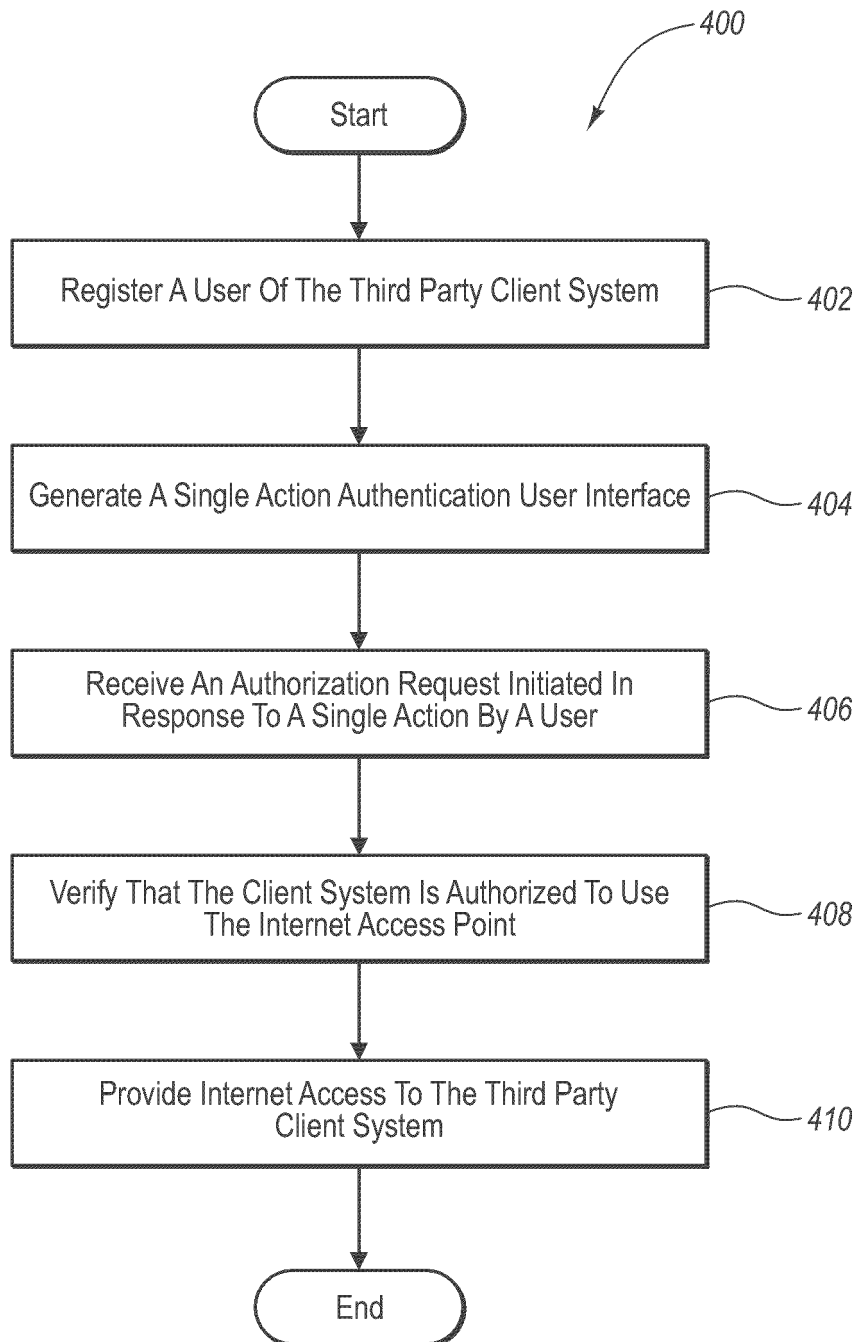 400
Start
Register A User Of The Third Party Client System
402
Generate A Single Action Authentication User Interface
404
Receive An Authorization Request Initiated In
Response To A Single Action By A User
406
Verify That The Client System Is Authorized To Use
The Internet Access Point
408
Provide Internet Access To The Third Party
Client System
410
End